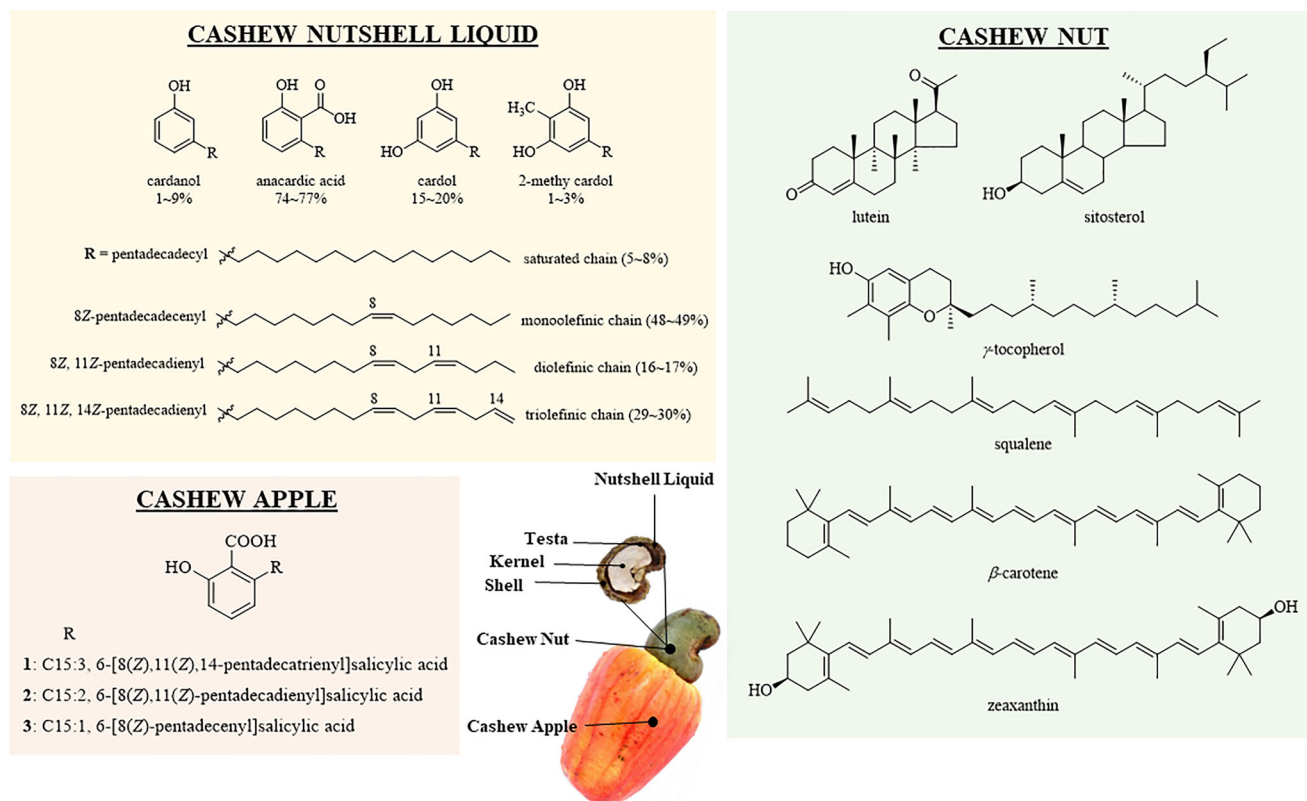 CASHEW NUTSHELL LIQUID
OH
R
cardanol
1~9%
OH
O
OH
R
anacardic acid
74~77%
OH
HO
R
cardol
15~20%
OH
H₃C
HO
R
2-methy cardol
1~3%
R = pentadecadecyl
saturated chain (5~8%)
8
8Z-pentadecadecenyl
monoolefinic chain (48~49%)
8
11
8Z, 11Z-pentadecadienyl
diolefinic chain (16~17%)
8
11
14
8Z, 11Z, 14Z-pentadecadienyl
triolefinic chain (29~30%)
CASHEW APPLE
COOH
HO
R
R
1: C15:3, 6-[8(Z),11(Z),14-pentadecatrienyl]salicylic acid
2: C15:2, 6-[8(Z),11(Z)-pentadecadienyl]salicylic acid
3: C15:1, 6-[8(Z)-pentadecenyl]salicylic acid
Nutshell Liquid
Testa
Kernel
Shell
Cashew Nut
Cashew Apple
CASHEW NUT
O
O
lutein
HO
sitosterol
HO
O
γ-tocopherol
squalene
β-carotene
OH
HO
zeaxanthin